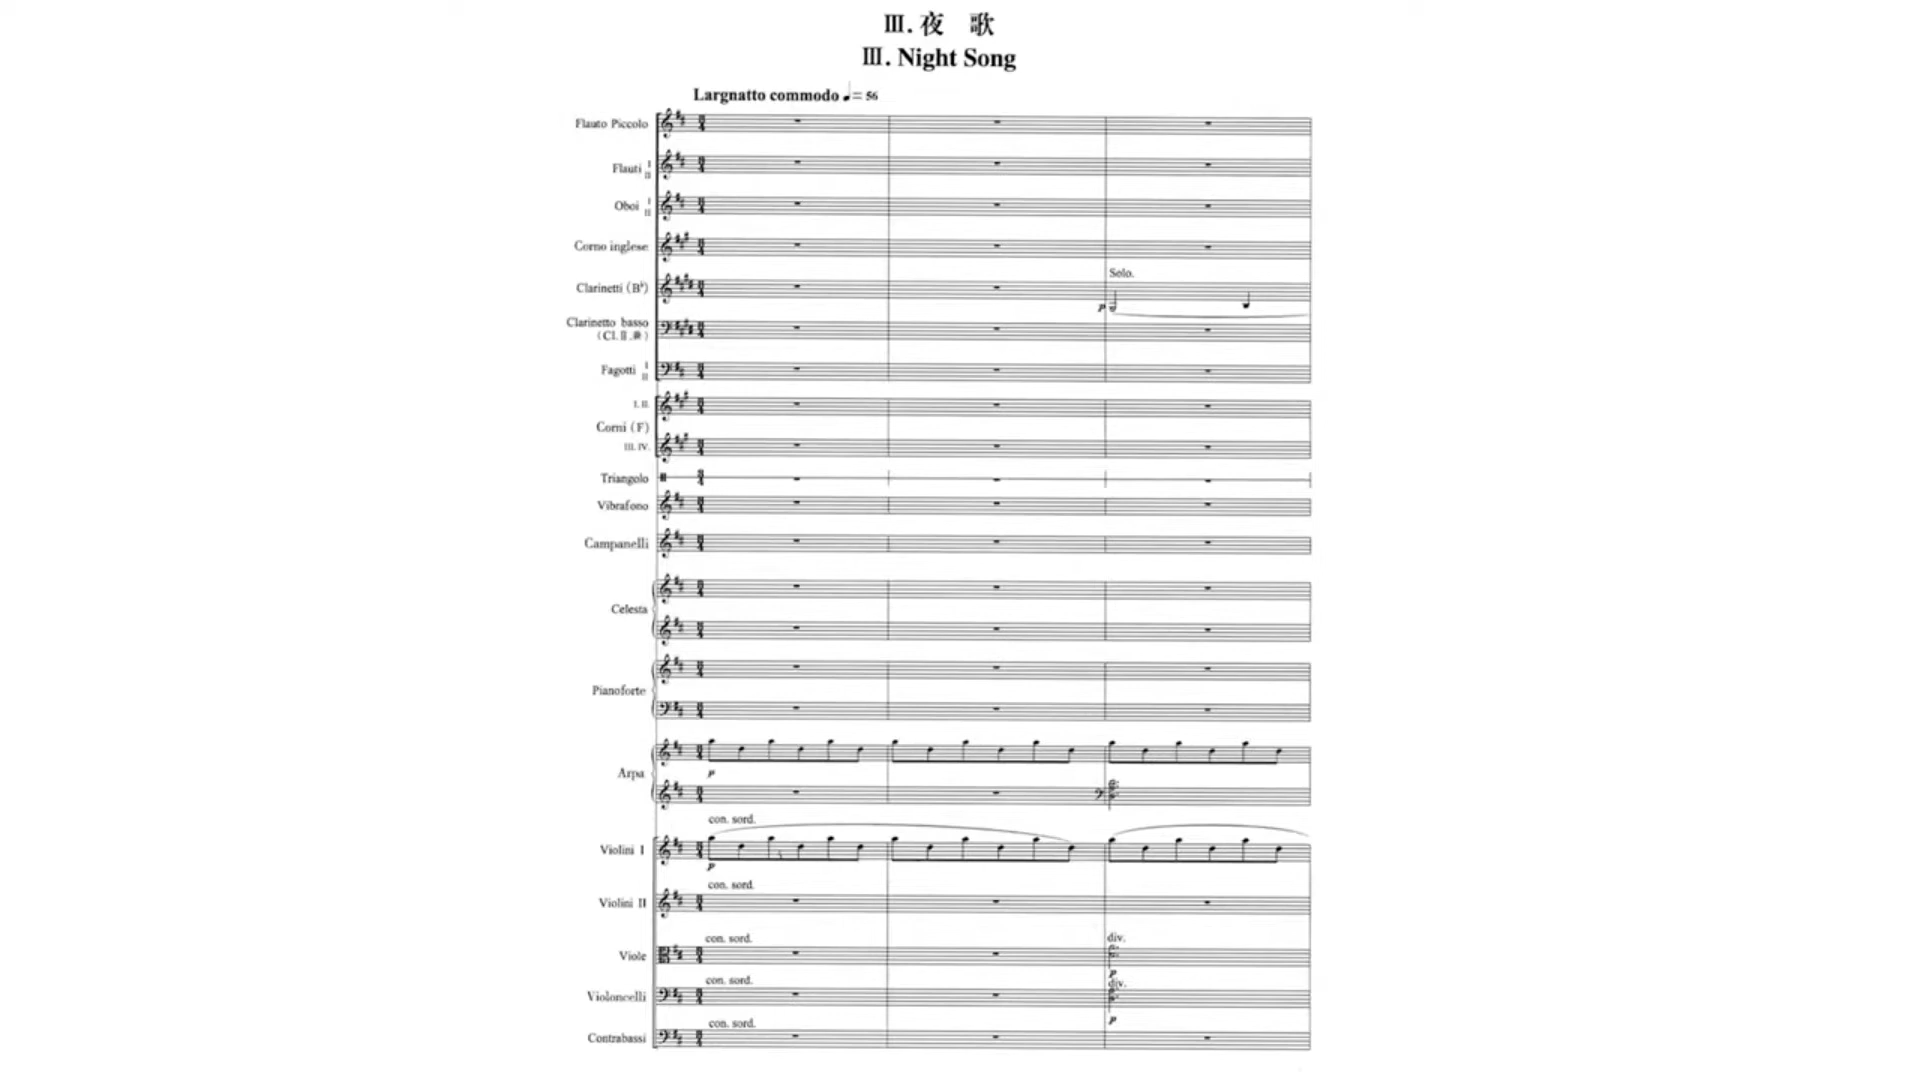 Ⅲ. 夜 歌
Ⅲ. Night Song
Largnatto commodo ♩= 56
Flauto Piccolo
Flauti I II
Oboi I II
Corno inglese
Solo.
Clarinetti (B♭)
p
Clarinetto basso
(Cl. Ⅱ.兼)
Fagotti I II
I. II.
Corni (F)
III. IV.
Triangolo
Vibrafono
Campanelli
Celesta
Pianoforte
Arpa
p
con. sord.
Violini I
p
con. sord.
Violini II
con. sord. div.
Viole
p
con. sord. div.
Violoncelli
p
con. sord.
Contrabassi